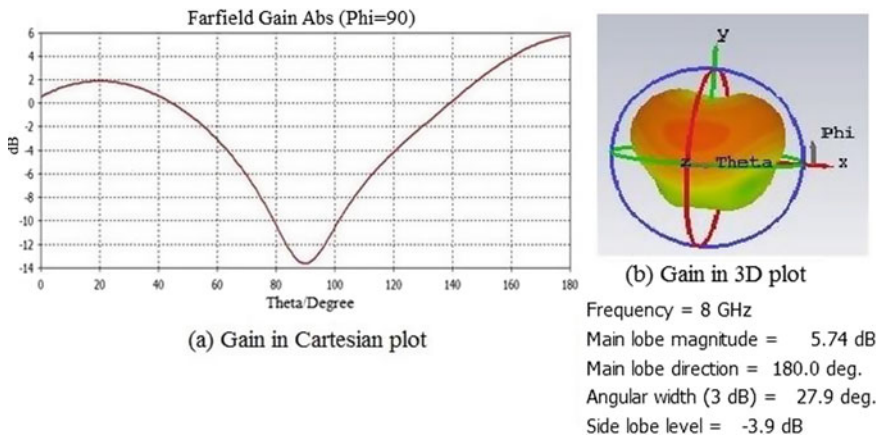 Farfield Gain Abs (Phi=90)
6
4
2
0
-2
-4
-6
-8
-10
-12
-14
dB
0 20 40 60 80 100 120 140 160 180
Theta/Degree
(a) Gain in Cartesian plot
y
Phi
z Theta x
(b) Gain in 3D plot
Frequency = 8 GHz
Main lobe magnitude = 5.74 dB
Main lobe direction = 180.0 deg.
Angular width (3 dB) = 27.9 deg.
Side lobe level = -3.9 dB